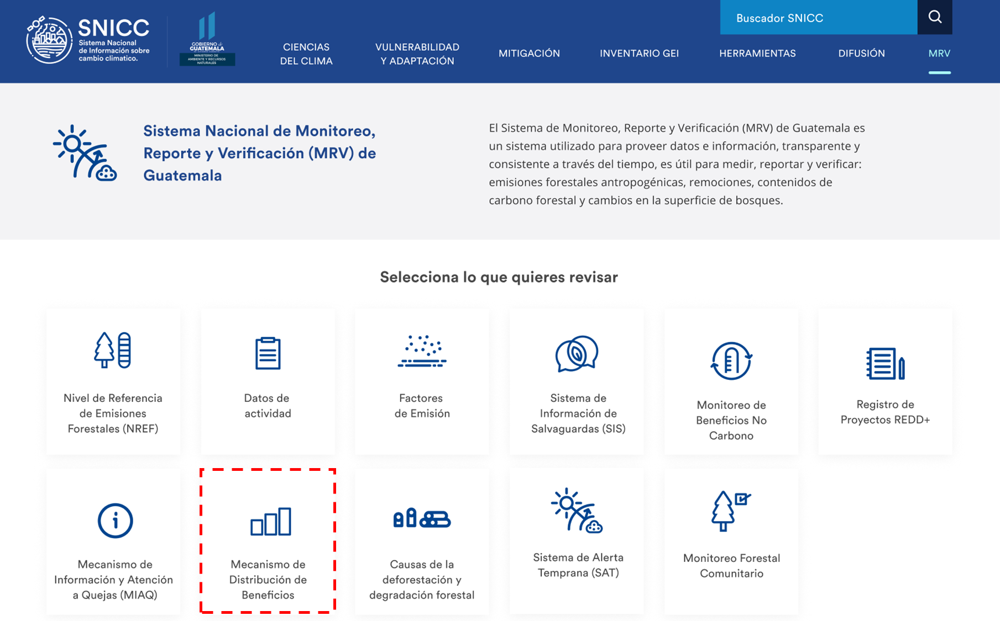 SNICC
Sistema Nacional
de Información sobre
cambio climatico.
GOBIERNO de
GUATEMALA
MINISTERIO DE
AMBIENTE Y RECURSOS
NATURALES
CIENCIAS
DEL CLIMA
VULNERABILIDAD
Y ADAPTACIÓN
MITIGACIÓN
INVENTARIO GEI
HERRAMIENTAS
DIFUSIÓN
MRV
Buscador SNICC
Sistema Nacional de Monitoreo,
Reporte y Verificación (MRV) de
Guatemala
El Sistema de Monitoreo, Reporte y Verificación (MRV) de Guatemala es
un sistema utilizado para proveer datos e información, transparente y
consistente a través del tiempo, es útil para medir, reportar y verificar:
emisiones forestales antropogénicas, remociones, contenidos de
carbono forestal y cambios en la superficie de bosques.
Selecciona lo que quieres revisar
Nivel de Referencia
de Emisiones
Forestales (NREF)
Datos de
actividad
Factores
de Emisión
Sistema de
Información de
Salvaguardas (SIS)
Monitoreo de
Beneficios No
Carbono
Registro de
Proyectos REDD+
Mecanismo de
Información y Atención
a Quejas (MIAQ)
Mecanismo de
Distribución de
Beneficios
Causas de la
deforestación y
degradación forestal
Sistema de Alerta
Temprana (SAT)
Monitoreo Forestal
Comunitario